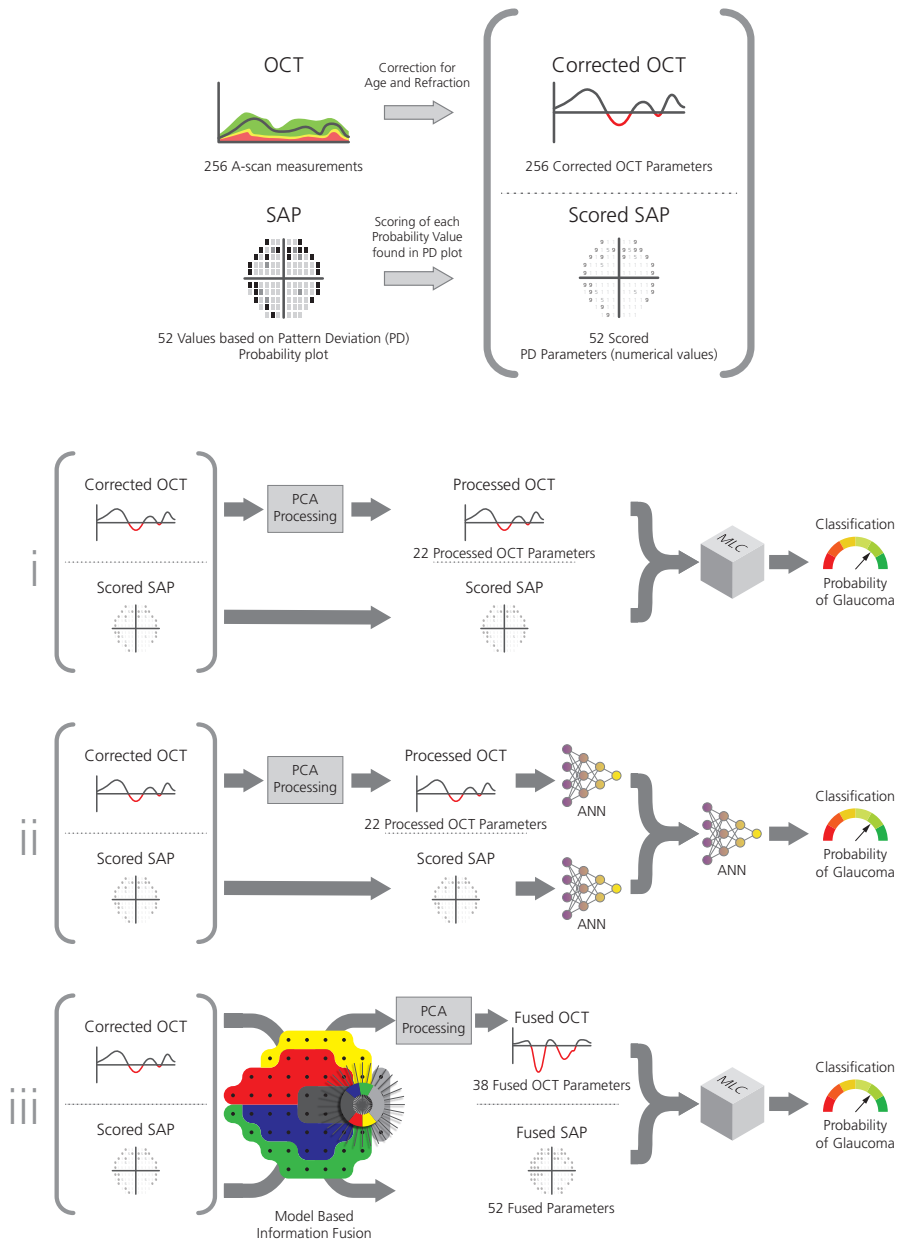 OCT
Correction for
Age and Refraction
Corrected OCT
256 A-scan measurements
256 Corrected OCT Parameters
SAP
Scoring of each
Probability Value
found in PD plot
Scored SAP
52 Values based on Pattern Deviation (PD)
Probability plot
52 Scored
PD Parameters (numerical values)
i
Corrected OCT
Scored SAP
PCA
Processing
Processed OCT
22 Processed OCT Parameters
Scored SAP
MLC
Classification
Probability
of Glaucoma
ii
Corrected OCT
Scored SAP
PCA
Processing
Processed OCT
22 Processed OCT Parameters
Scored SAP
ANN
ANN
ANN
Classification
Probability
of Glaucoma
iii
Corrected OCT
Scored SAP
Model Based
Information Fusion
PCA
Processing
Fused OCT
38 Fused OCT Parameters
Fused SAP
52 Fused Parameters
MLC
Classification
Probability
of Glaucoma